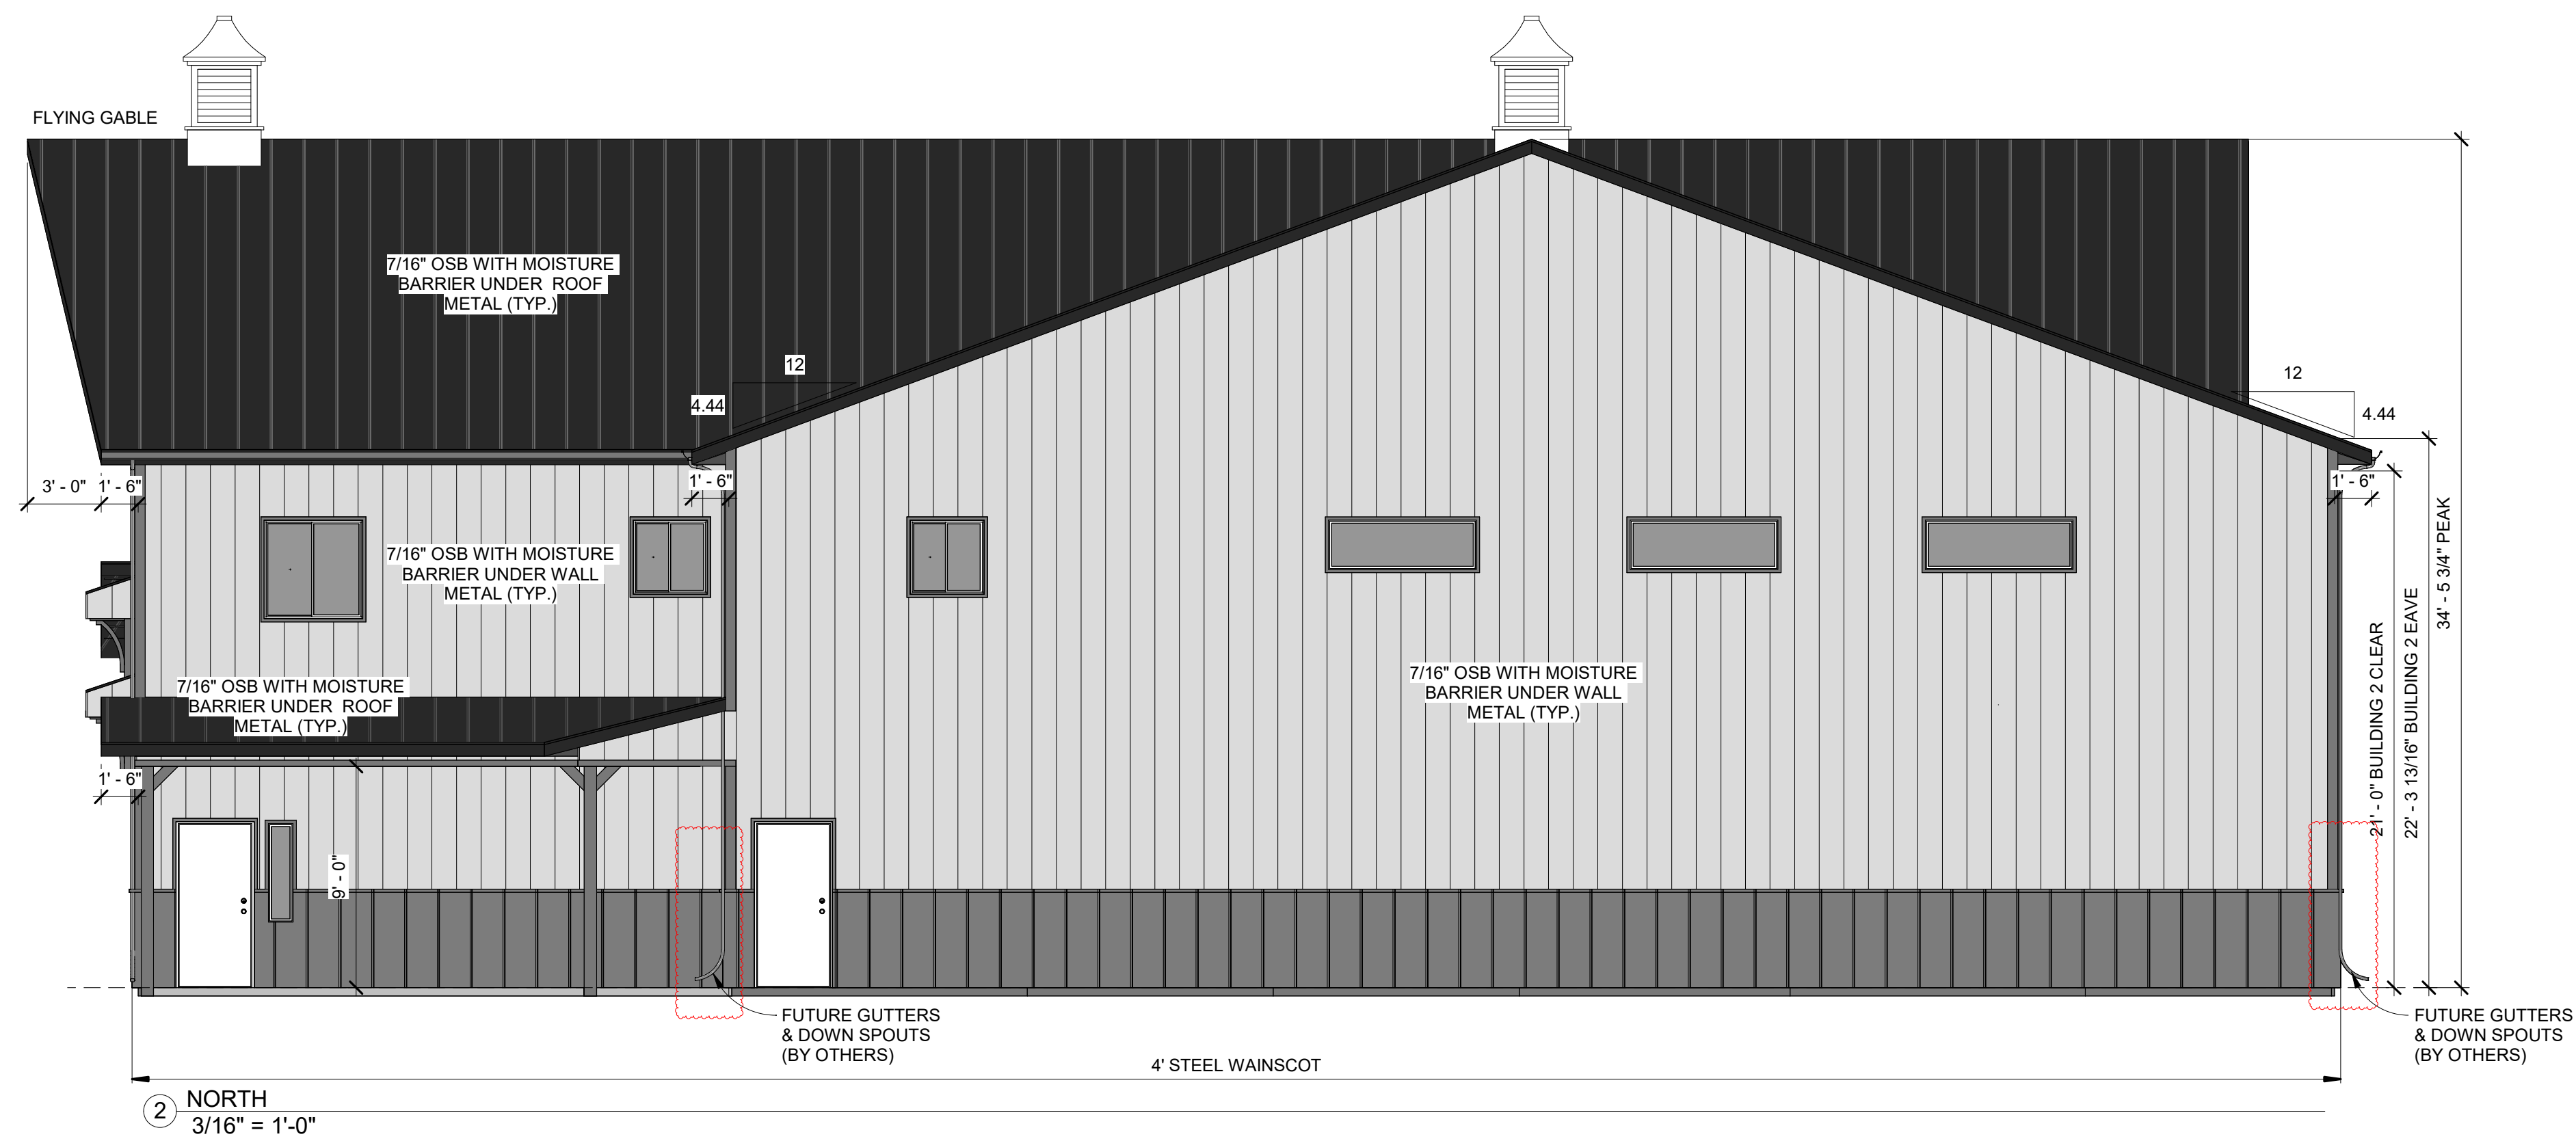 FLYING GABLE
7/16" OSB WITH MOISTURE
BARRIER UNDER ROOF
METAL (TYP.)
12
4.44
12
4.44
3' - 0"
1' - 6"
1' - 6"
1' - 6"
7/16" OSB WITH MOISTURE
BARRIER UNDER WALL
METAL (TYP.)
7/16" OSB WITH MOISTURE
BARRIER UNDER ROOF
METAL (TYP.)
7/16" OSB WITH MOISTURE
BARRIER UNDER WALL
METAL (TYP.)
1' - 6"
9' - 0"
21' - 0" BUILDING 2 CLEAR
22' - 3 13/16" BUILDING 2 EAVE
34' - 5 3/4" PEAK
FUTURE GUTTERS
& DOWN SPOUTS
(BY OTHERS)
FUTURE GUTTERS
& DOWN SPOUTS
(BY OTHERS)
4' STEEL WAINSCOT
2
NORTH
3/16" = 1'-0"